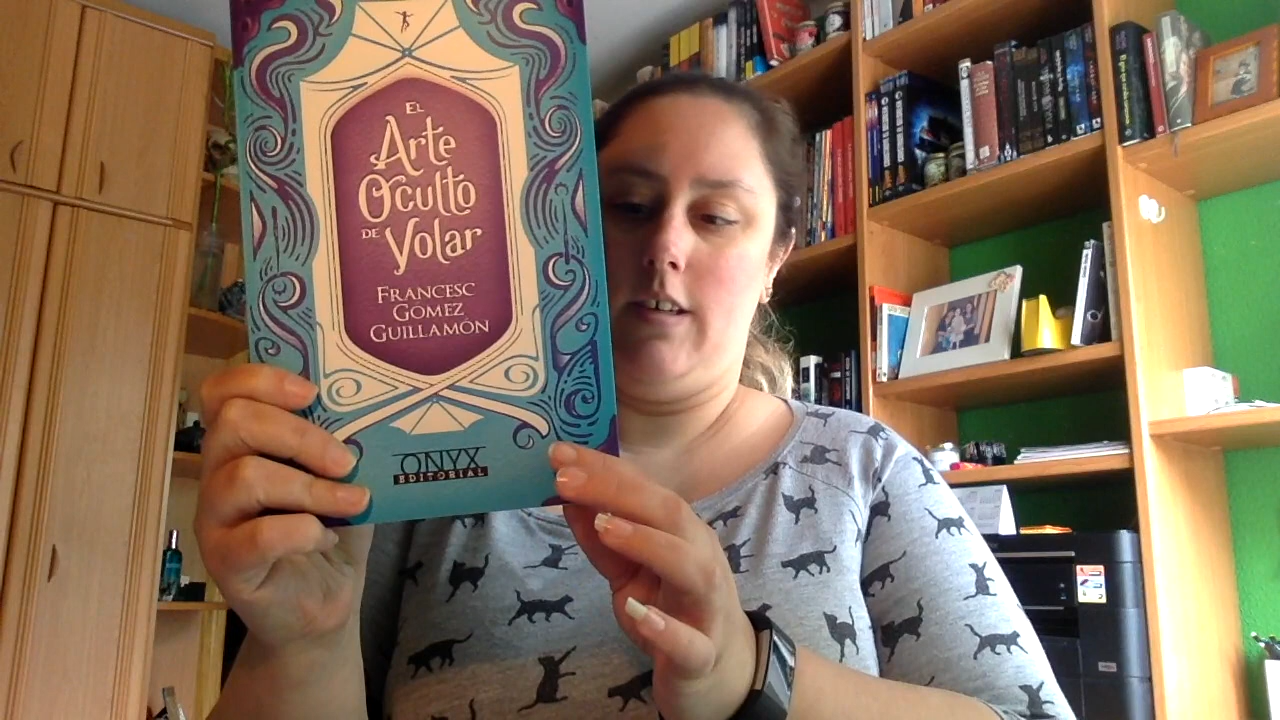 El
Arte
Oculto
de Volar
Francesc
Gomez
Guillamón
ONYX
EDITORIAL